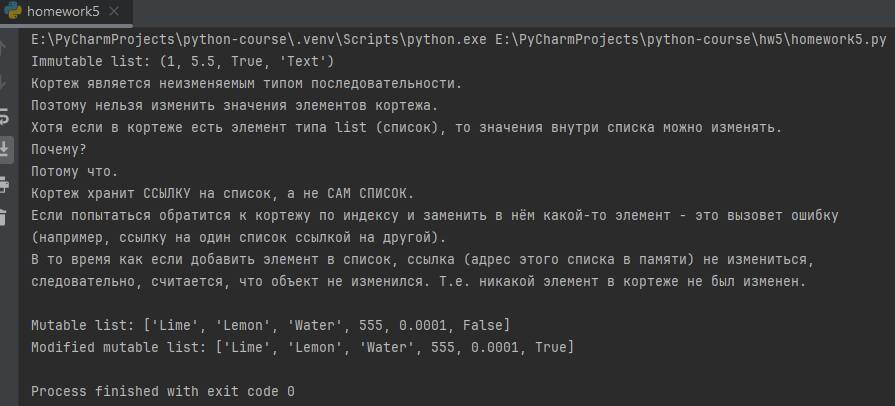 homework5
E:\PyCharmProjects\python-course\.venv\Scripts\python.exe E:\PyCharmProjects\python-course\hw5\homework5.py
Immutable list: (1, 5.5, True, 'Text')
Кортеж является неизменяемым типом последовательности.
Поэтому нельзя изменить значения элементов кортежа.
Хотя если в кортеже есть элемент типа list (список), то значения внутри списка можно изменять.
Почему?
Потому что.
Кортеж хранит ССЫЛКУ на список, а не САМ СПИСОК.
Если попытаться обратится к кортежу по индексу и заменить в нём какой-то элемент - это вызовет ошибку
(например, ссылку на один список ссылкой на другой).
В то время как если добавить элемент в список, ссылка (адрес этого списка в памяти) не измениться,
следовательно, считается, что объект не изменился. Т.е. никакой элемент в кортеже не был изменен.
Mutable list: ['Lime', 'Lemon', 'Water', 555, 0.0001, False]
Modified mutable list: ['Lime', 'Lemon', 'Water', 555, 0.0001, True]
Process finished with exit code 0